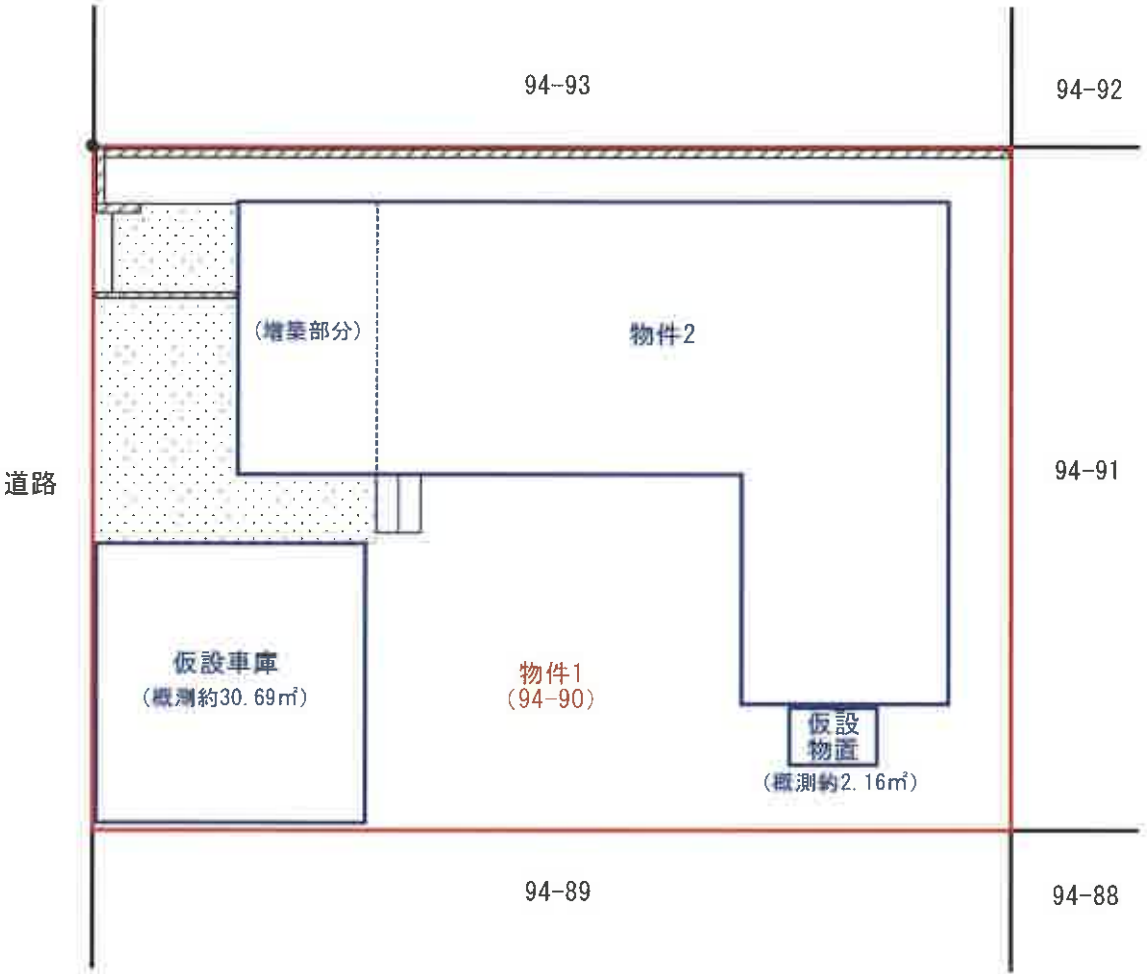 94-93
94-92
(増築部分)
物件2
道路
94-91
仮設車庫
(概測約30.69㎡)
物件1
(94-90)
仮設
物置
(概測約2.16㎡)
94-89
94-88